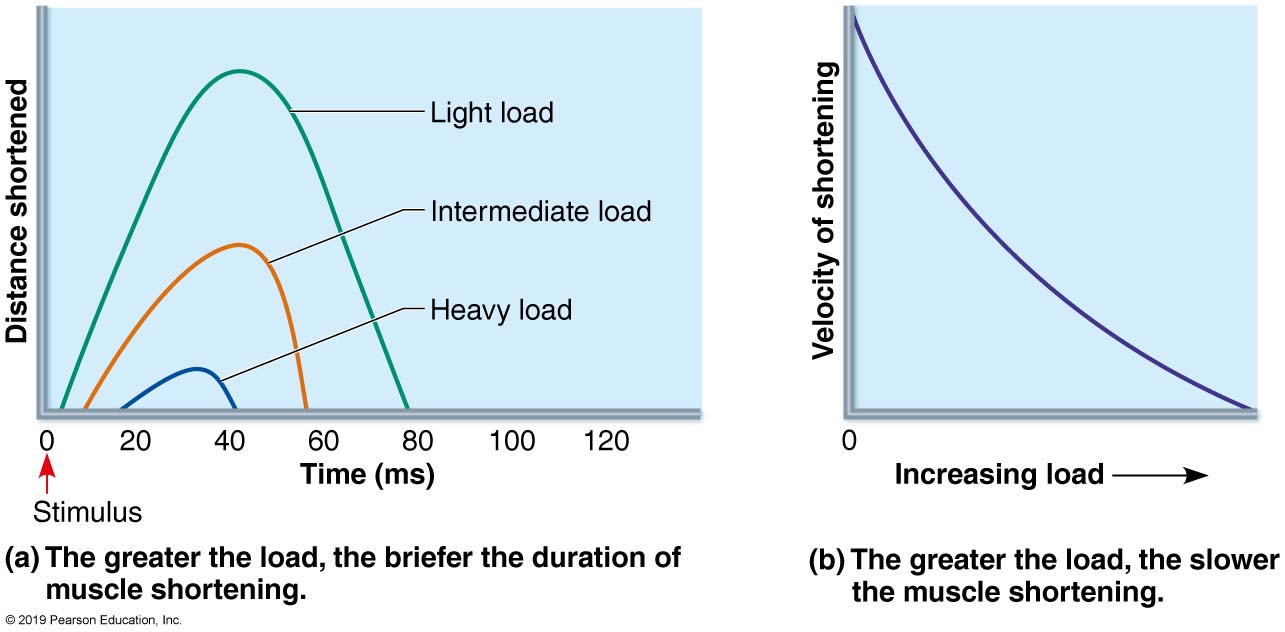 Distance shortened
Light load
Intermediate load
Heavy load
0 20 40 60 80 100 120
Time (ms)
Stimulus
(a) The greater the load, the briefer the duration of
muscle shortening.
Velocity of shortening
0
Increasing load
(b) The greater the load, the slower
the muscle shortening.
© 2019 Pearson Education, Inc.